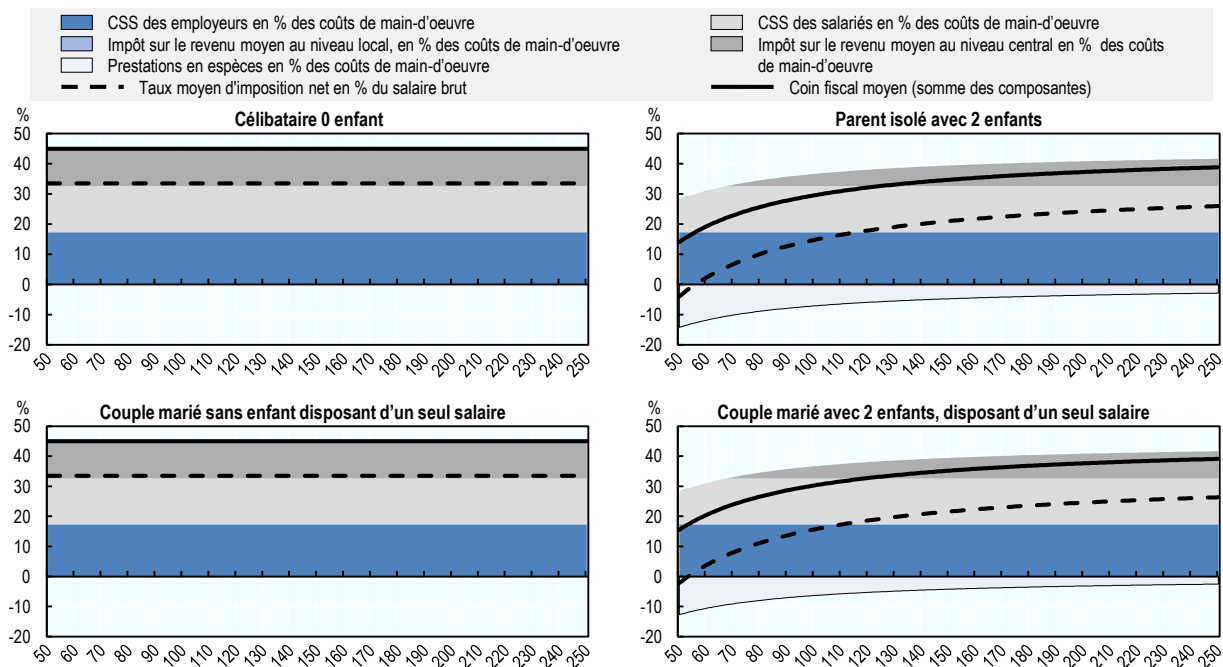 CSS des employeurs en % des coûts de main-d'oeuvre
CSS des salariés en % des coûts de main-d'oeuvre
Impôt sur le revenu moyen au niveau local, en % des coûts de main-d'oeuvre
Impôt sur le revenu moyen au niveau central en % des coûts
de main-d'oeuvre
Prestations en espèces en % des coûts de main-d'oeuvre
Taux moyen d'imposition net en % du salaire brut
Coin fiscal moyen (somme des composantes)
Célibataire 0 enfant
%
50
40
30
20
10
0
-10
-20
50 60 70 80 90 100 110 120 130 140 150 160 170 180 190 200 210 220 230 240 250
Parent isolé avec 2 enfants
%
50
40
30
20
10
0
-10
-20
50 60 70 80 90 100 110 120 130 140 150 160 170 180 190 200 210 220 230 240 250
Couple marié sans enfant disposant d'un seul salaire
%
50
40
30
20
10
0
-10
-20
50 60 70 80 90 100 110 120 130 140 150 160 170 180 190 200 210 220 230 240 250
Couple marié avec 2 enfants, disposant d'un seul salaire
%
50
40
30
20
10
0
-10
-20
50 60 70 80 90 100 110 120 130 140 150 160 170 180 190 200 210 220 230 240 250